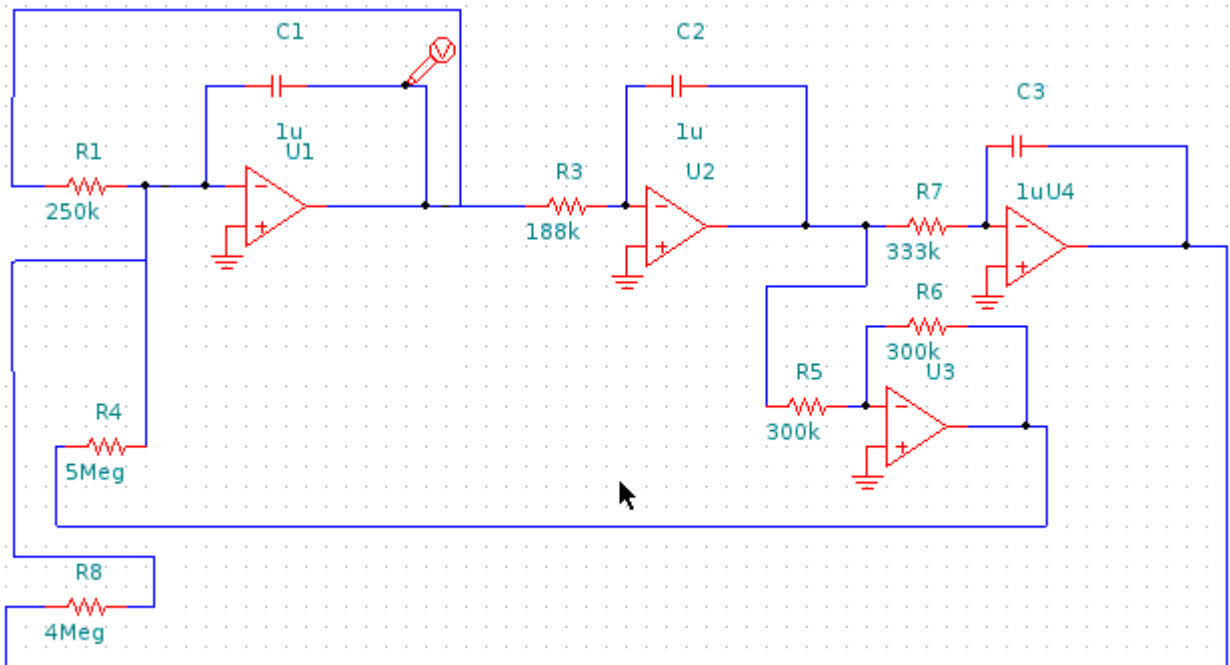 C1
C2
V
C3
1u
U1
1u
R1
R3
U2
R7
1uU4
250k
188k
333k
R6
300k
R5
U3
R4
300k
5Meg
R8
4Meg